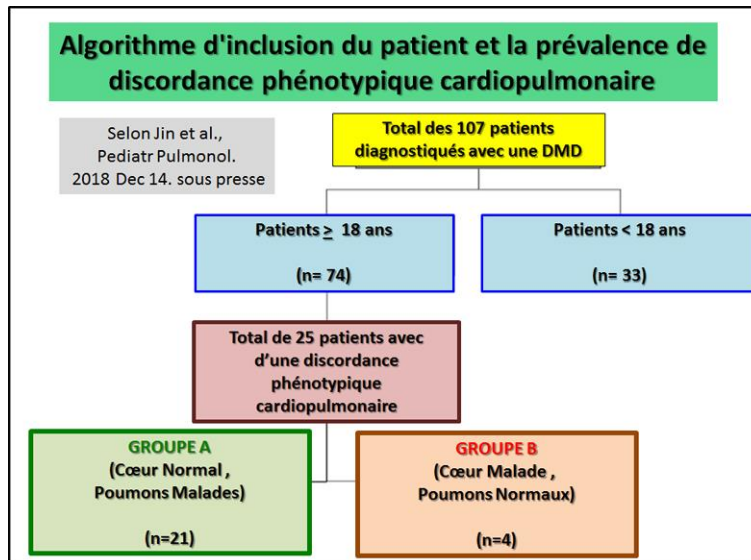 Algorithme d'inclusion du patient et la prévalence de
discordance phénotypique cardiopulmonaire
Selon Jin et al.,
Pediatr Pulmonol.
2018 Dec 14. sous presse
Total des 107 patients
diagnostiqués avec une DMD
Patients ≥ 18 ans
(n= 74)
Patients < 18 ans
(n= 33)
Total de 25 patients avec
d’une discordance
phénotypique
cardiopulmonaire
GROUPE A
(Cœur Normal ,
Poumons Malades)
(n=21)
GROUPE B
(Cœur Malade ,
Poumons Normaux)
(n=4)